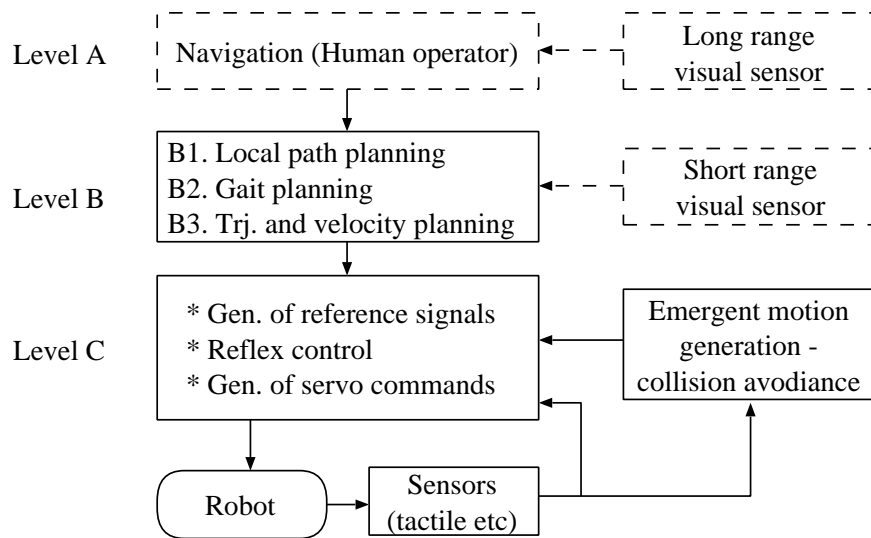 Level A
Navigation (Human operator)
Long range
visual sensor
Level B
B1. Local path planning
B2. Gait planning
B3. Trj. and velocity planning
Short range
visual sensor
Level C
* Gen. of reference signals
* Reflex control
* Gen. of servo commands
Emergent motion
generation -
collision avodiance
Robot
Sensors
(tactile etc)